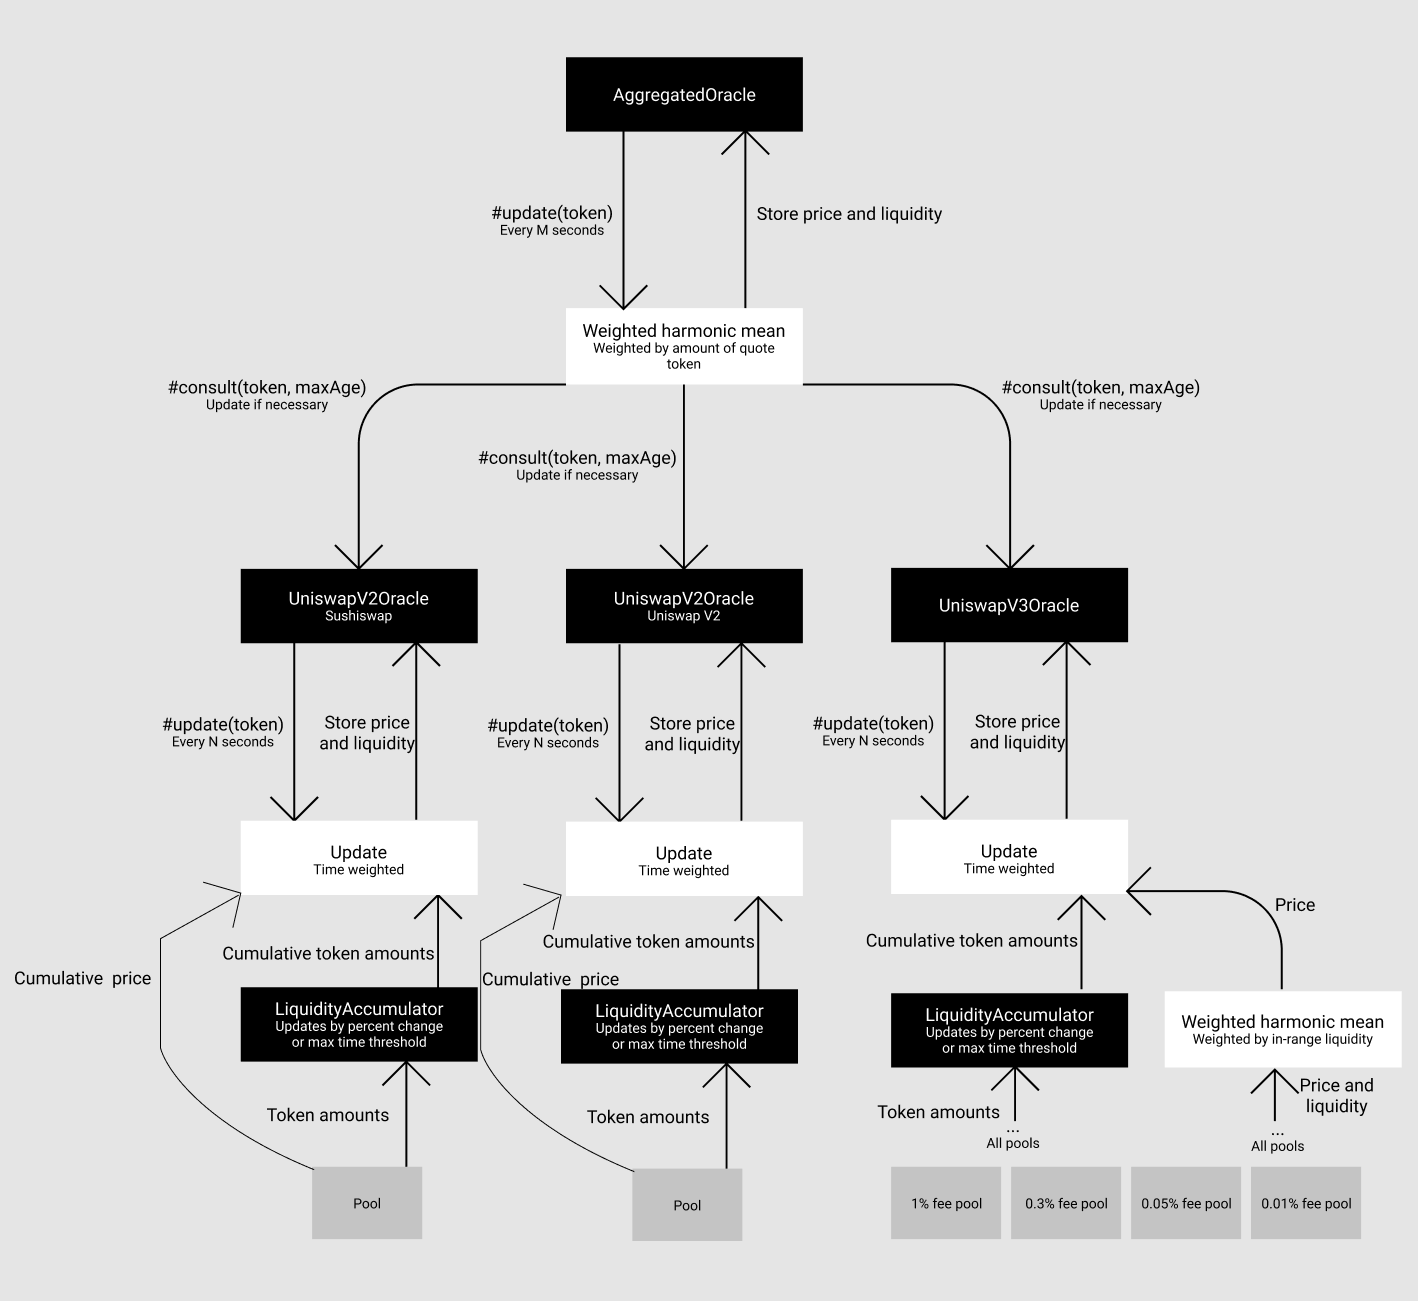 AggregatedOracle
#update(token)
Every M seconds
Store price and liquidity
Weighted harmonic mean
Weighted by amount of quote
token
#consult(token, maxAge)
Update if necessary
#consult(token, maxAge)
Update if necessary
#consult(token, maxAge)
Update if necessary
UniswapV2Oracle
Sushiswap
UniswapV2Oracle
Uniswap V2
UniswapV3Oracle
#update(token)
Every N seconds
Store price
and liquidity
#update(token)
Every N seconds
Store price
and liquidity
#update(token)
Every N seconds
Store price
and liquidity
Update
Time weighted
Update
Time weighted
Update
Time weighted
Cumulative price
Cumulative token amounts
Cumulative price
Cumulative token amounts
Cumulative token amounts
Price
LiquidityAccumulator
Updates by percent change
or max time threshold
LiquidityAccumulator
Updates by percent change
or max time threshold
LiquidityAccumulator
Updates by percent change
or max time threshold
Weighted harmonic mean
Weighted by in-range liquidity
Token amounts
Token amounts
Token amounts
...
All pools
Price and
liquidity
...
All pools
Pool
Pool
1% fee pool
0.3% fee pool
0.05% fee pool
0.01% fee pool